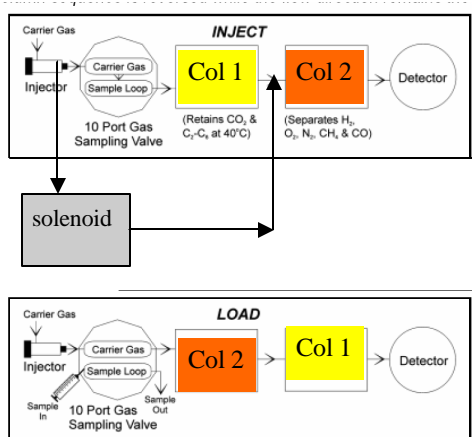 INJECT
Carrier Gas
Injector
Carrier Gas
Sample Loop
10 Port Gas
Sampling Valve
Col 1
(Retains CO₂ &
C₂-C₆ at 40°C)
Col 2
(Separates H₂,
O₂, N₂, CH₄ & CO)
Detector
solenoid
LOAD
Carrier Gas
Injector
Sample
In
Carrier Gas
Sample Loop
Sample
Out
10 Port Gas
Sampling Valve
Col 2
Col 1
Detector